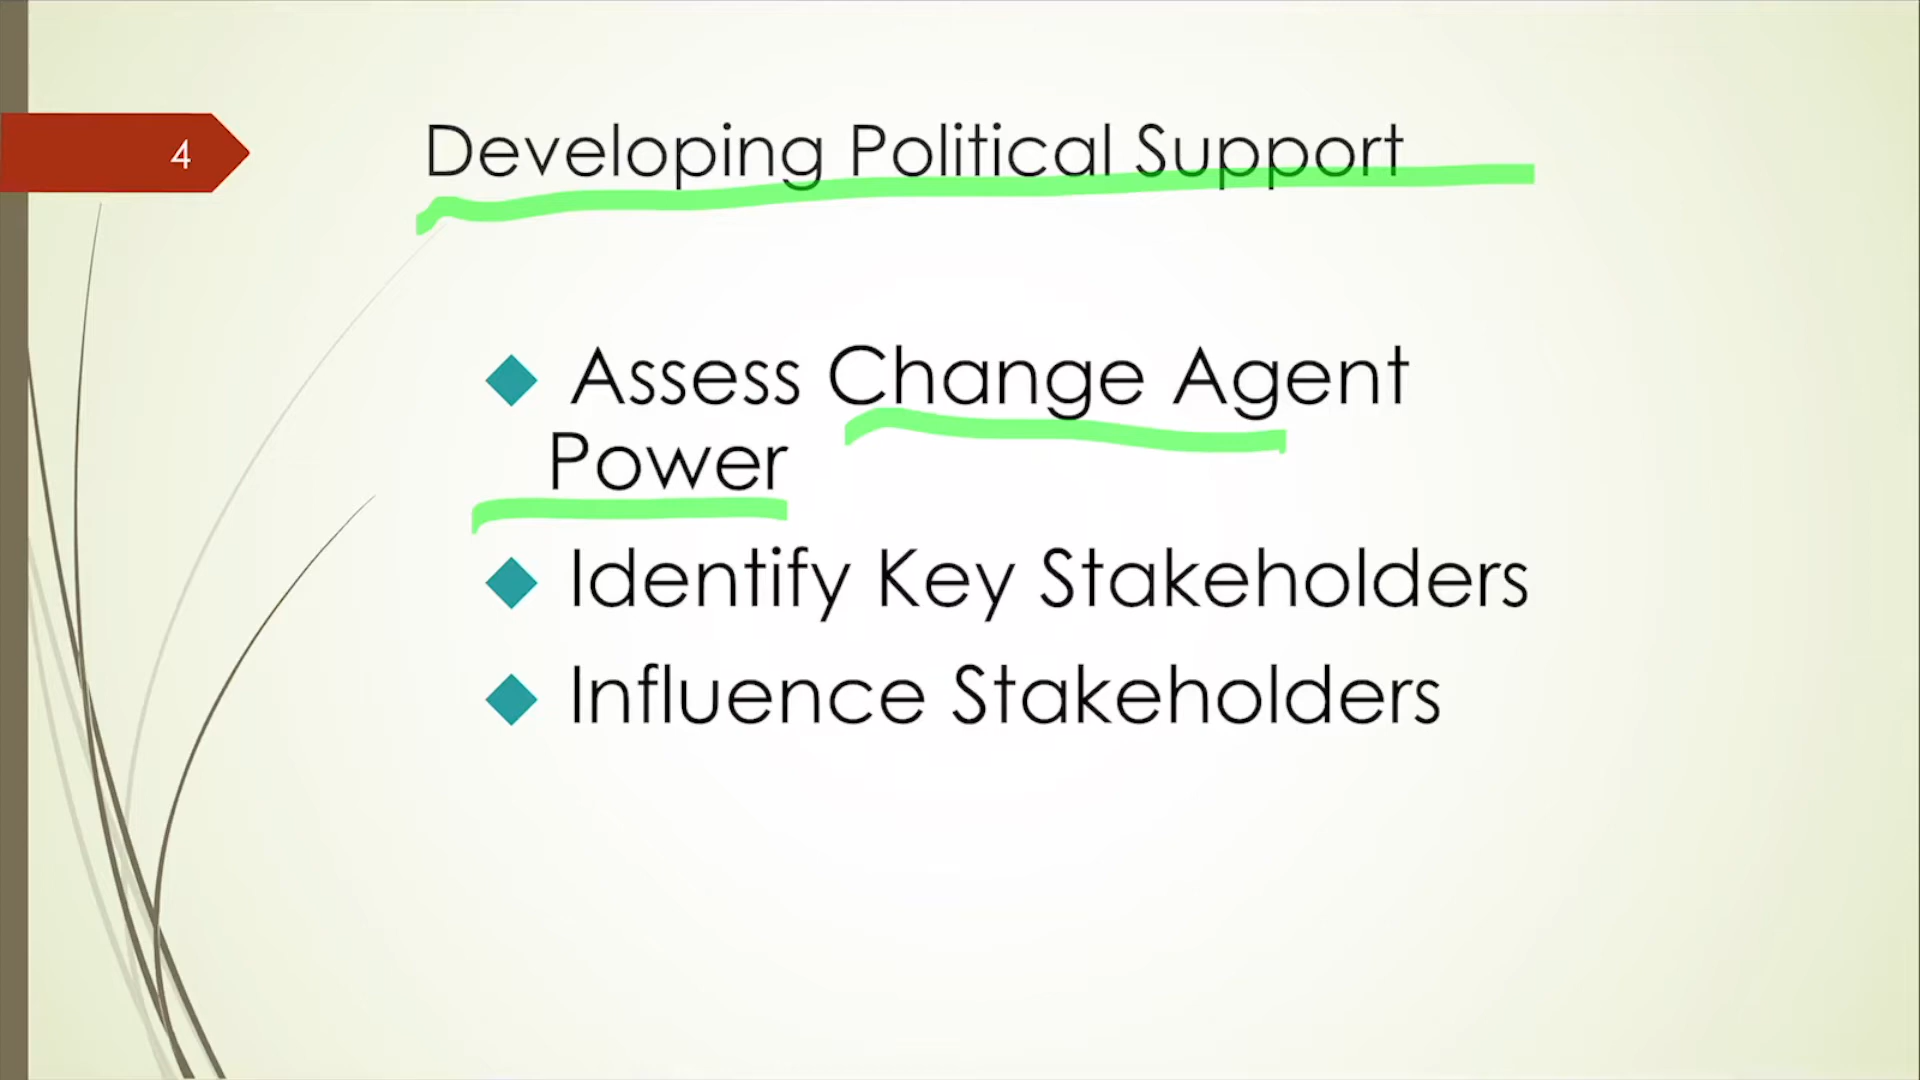 4
Developing Political Support
Assess Change Agent
Power
Identify Key Stakeholders
Influence Stakeholders